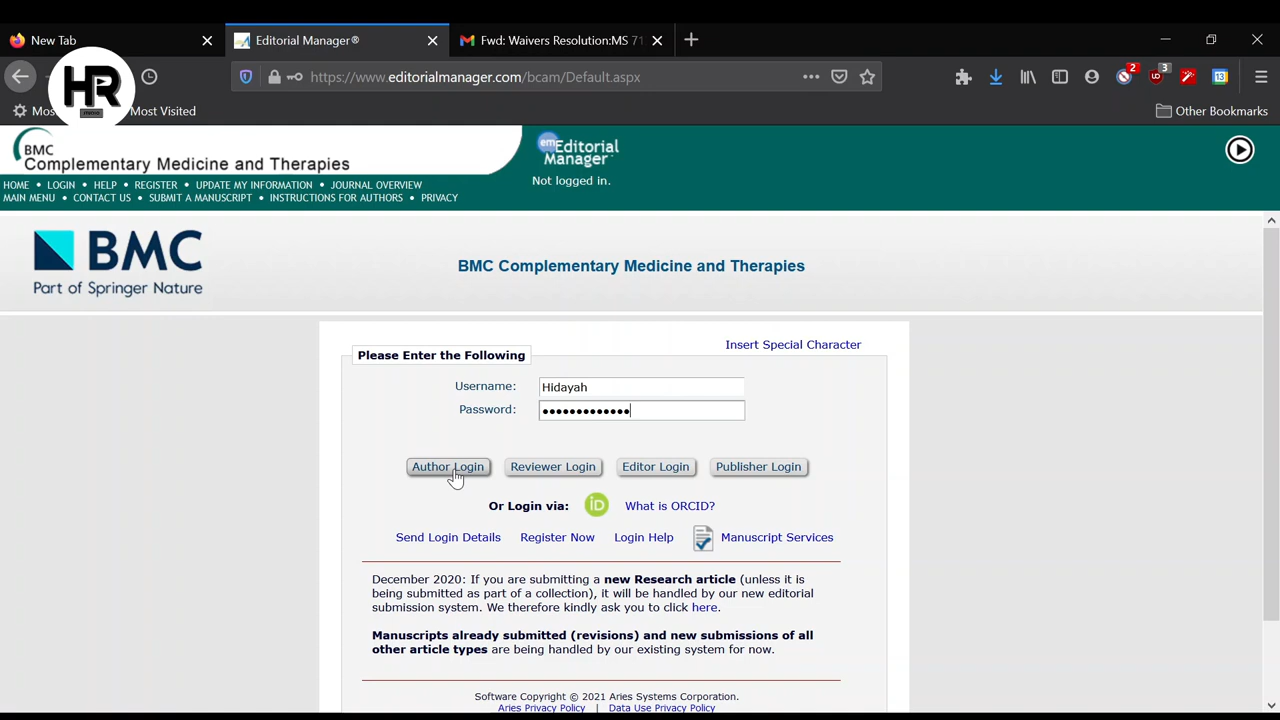 New Tab
Editorial Manager®
Fwd: Waivers Resolution:MS 71
https://www.editorialmanager.com/bcam/Default.aspx
2
3
13
HR
Mos
Most Visited
Other Bookmarks
BMC
Complementary Medicine and Therapies
em Editorial
Manager
Not logged in.
HOME • LOGIN • HELP • REGISTER • UPDATE MY INFORMATION • JOURNAL OVERVIEW
MAIN MENU • CONTACT US • SUBMIT A MANUSCRIPT • INSTRUCTIONS FOR AUTHORS • PRIVACY
BMC
Part of Springer Nature
BMC Complementary Medicine and Therapies
Insert Special Character
Please Enter the Following
Username: Hidayah
Password: •••••••••••••
Author Login Reviewer Login Editor Login Publisher Login
Or Login via: iD What is ORCID?
Send Login Details Register Now Login Help Manuscript Services
December 2020: If you are submitting a new Research article (unless it is
being submitted as part of a collection), it will be handled by our new editorial
submission system. We therefore kindly ask you to click here.
Manuscripts already submitted (revisions) and new submissions of all
other article types are being handled by our existing system for now.
Software Copyright © 2021 Aries Systems Corporation.
Aries Privacy Policy | Data Use Privacy Policy